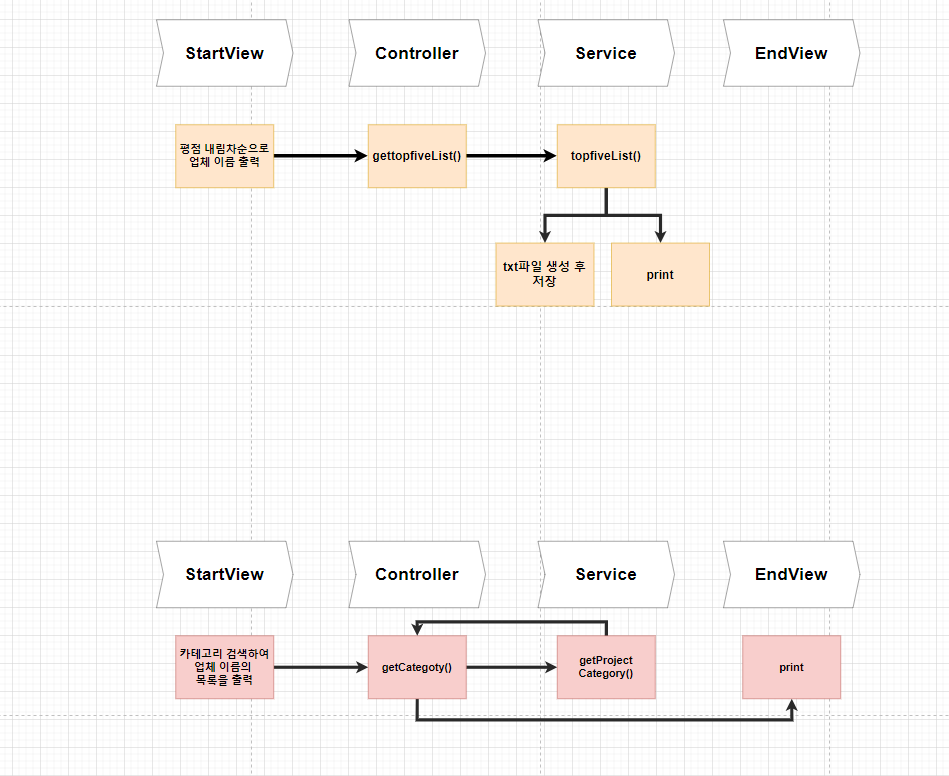 StartView
Controller
Service
EndView
평점 내림차순으로
업체 이름 출력
gettopfiveList()
topfiveList()
txt파일 생성 후
저장
print
StartView
Controller
Service
EndView
카테고리 검색하여
업체 이름의
목록을 출력
getCategoty()
getProject
Category()
print